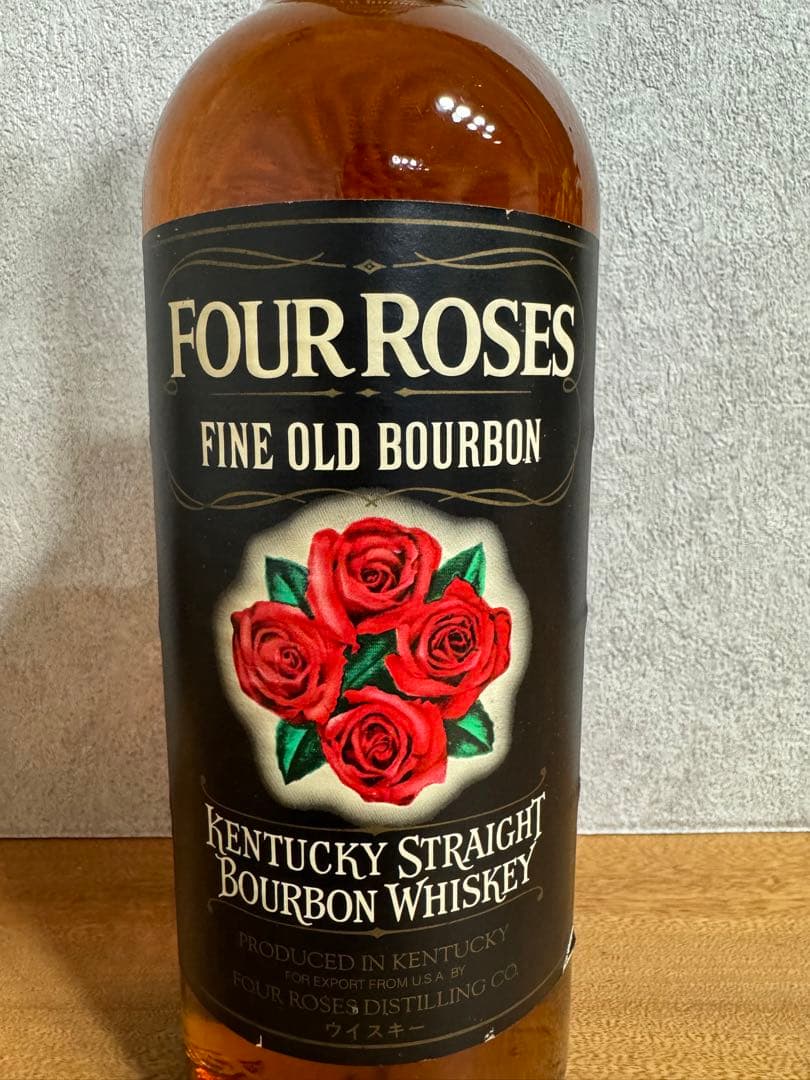 FOUR ROSES
FINE OLD BOURBON
KENTUCKY STRAIGHT
BOURBON WHISKEY
PRODUCED IN KENTUCKY
FOR EXPORT FROM U.S.A. BY
FOUR ROSES DISTILLING CO.
ウイスキー